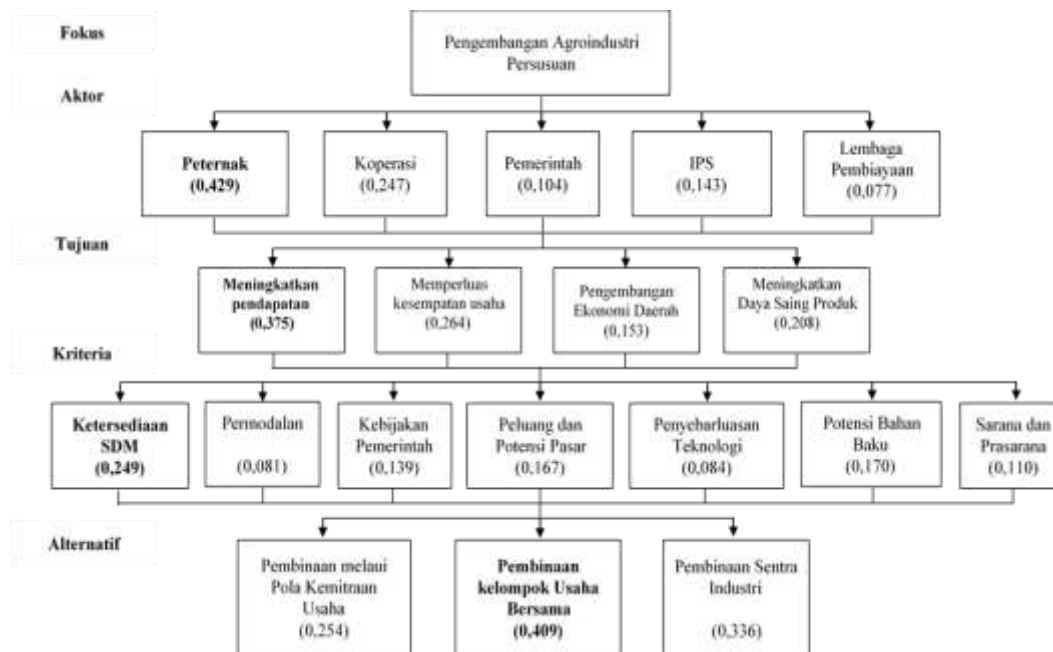 Fokus
Pengembangan Agroindustri
Persusuan
Aktor
Peternak
(0,429)
Koperasi
(0,247)
Pemerintah
(0,104)
IPS
(0,143)
Lembaga
Pembiayaan
(0,077)
Tujuan
Meningkatkan
pendapatan
(0,375)
Memperluas
kesempatan usaha
(0,264)
Pengembangan
Ekonomi Daerah
(0,153)
Meningkatkan
Daya Saing Produk
(0,208)
Kriteria
Ketersediaan
SDM
(0,249)
Permodalan
(0,081)
Kebijakan
Pemerintah
(0,139)
Peluang dan
Potensi Pasar
(0,167)
Penyebarluasan
Teknologi
(0,084)
Potensi Bahan
Baku
(0,170)
Sarana dan
Prasarana
(0,110)
Alternatif
Pembinaan melaui
Pola Kemitraan
Usaha
(0,254)
Pembinaan
kelompok Usaha
Bersama
(0,409)
Pembinaan Sentra
Industri
(0,336)